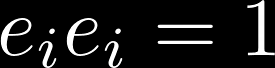 e_i e_i = 1